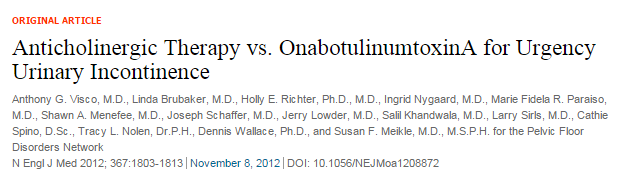 ORIGINAL ARTICLE
Anticholinergic Therapy vs. OnabotulinumtoxinA for Urgency
Urinary Incontinence
Anthony G. Visco, M.D., Linda Brubaker, M.D., Holly E. Richter, Ph.D., M.D., Ingrid Nygaard, M.D., Marie Fidela R. Paraiso,
M.D., Shawn A. Menefee, M.D., Joseph Schaffer, M.D., Jerry Lowder, M.D., Salil Khandwala, M.D., Larry Sirls, M.D., Cathie
Spino, D.Sc., Tracy L. Nolen, Dr.P.H., Dennis Wallace, Ph.D., and Susan F. Meikle, M.D., M.S.P.H. for the Pelvic Floor
Disorders Network
N Engl J Med 2012; 367:1803-1813 | November 8, 2012 | DOI: 10.1056/NEJMoa1208872